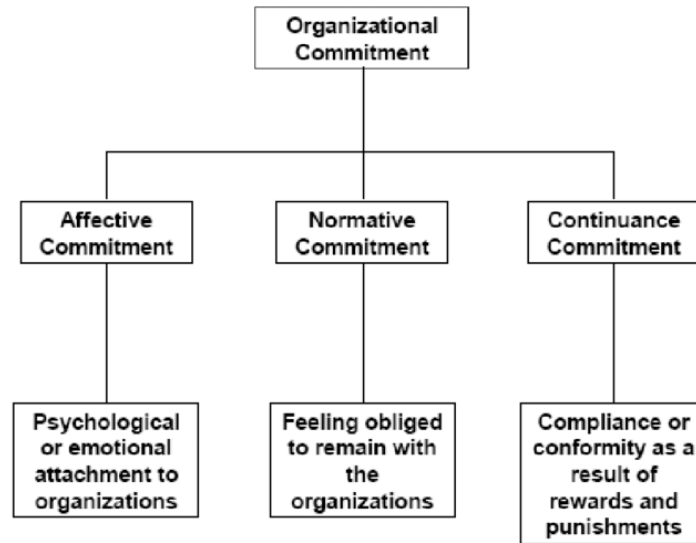 Organizational
Commitment
Affective
Commitment
Normative
Commitment
Continuance
Commitment
Psychological
or emotional
attachment to
organizations
Feeling obliged
to remain with
the
organizations
Compliance or
conformity as a
result of
rewards and
punishments